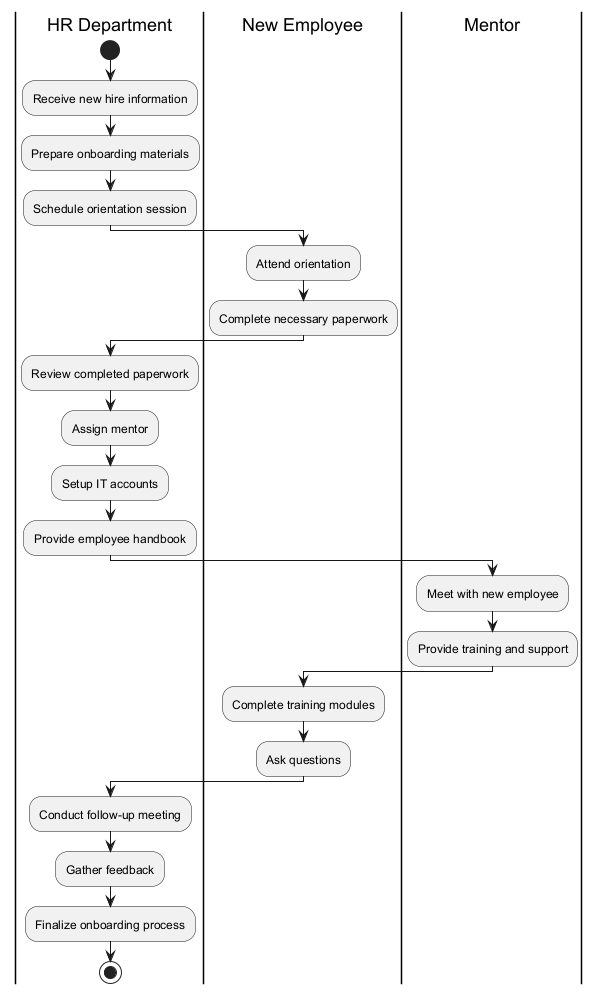 HR Department
New Employee
Mentor
Receive new hire information
Prepare onboarding materials
Schedule orientation session
Attend orientation
Complete necessary paperwork
Review completed paperwork
Assign mentor
Setup IT accounts
Provide employee handbook
Meet with new employee
Provide training and support
Complete training modules
Ask questions
Conduct follow-up meeting
Gather feedback
Finalize onboarding process